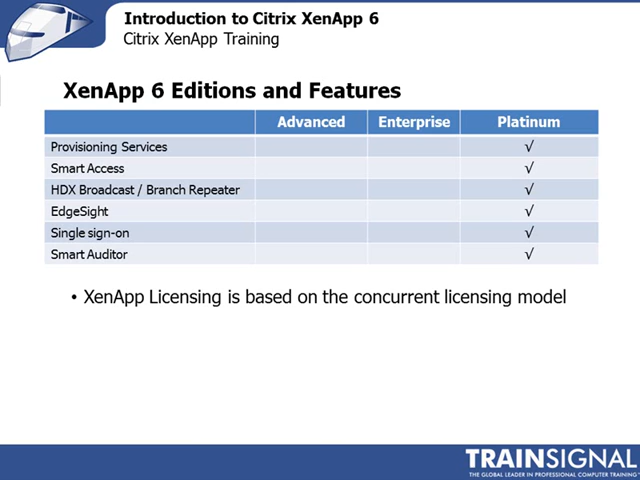 Introduction to Citrix XenApp 6
Citrix XenApp Training
XenApp 6 Editions and Features
Advanced Enterprise Platinum
Provisioning Services √
Smart Access √
HDX Broadcast / Branch Repeater √
EdgeSight √
Single sign-on √
Smart Auditor √
• XenApp Licensing is based on the concurrent licensing model
TRAINSIGNAL
THE GLOBAL LEADER IN PROFESSIONAL COMPUTER TRAINING